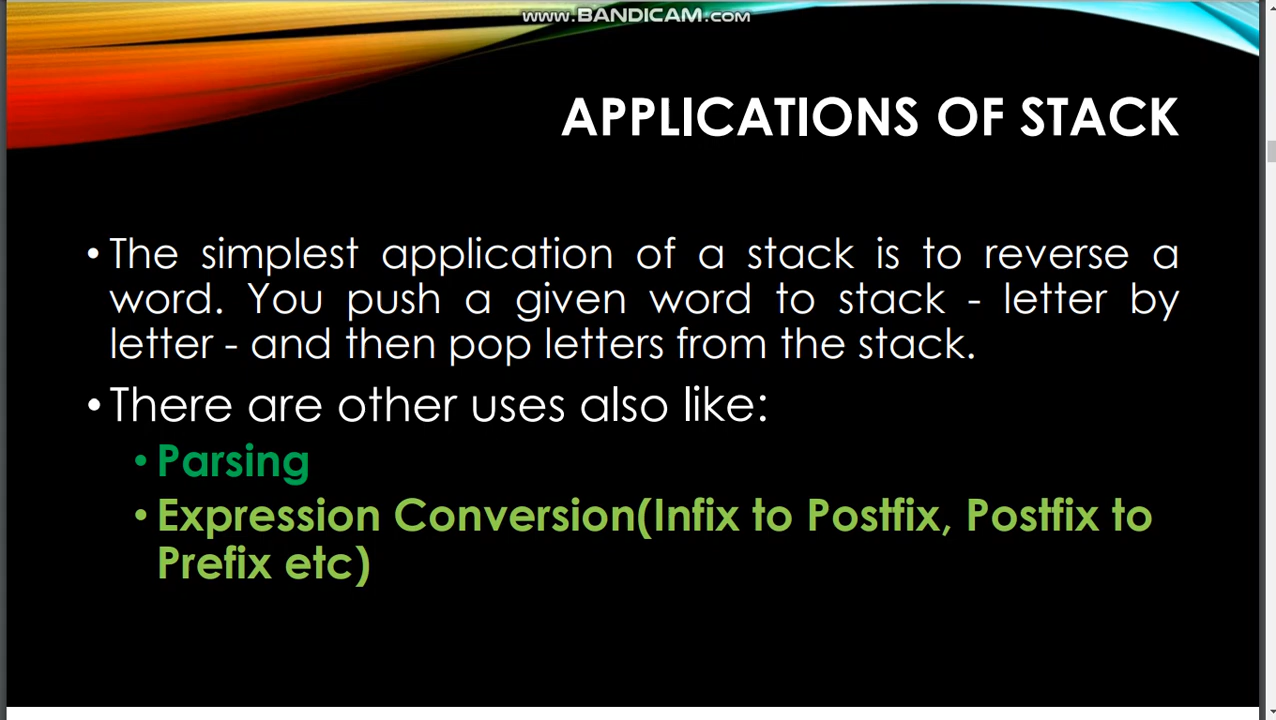 www.BANDICAM.com
APPLICATIONS OF STACK
• The simplest application of a stack is to reverse a
word. You push a given word to stack - letter by
letter - and then pop letters from the stack.
• There are other uses also like:
• Parsing
• Expression Conversion(Infix to Postfix, Postfix to
Prefix etc)